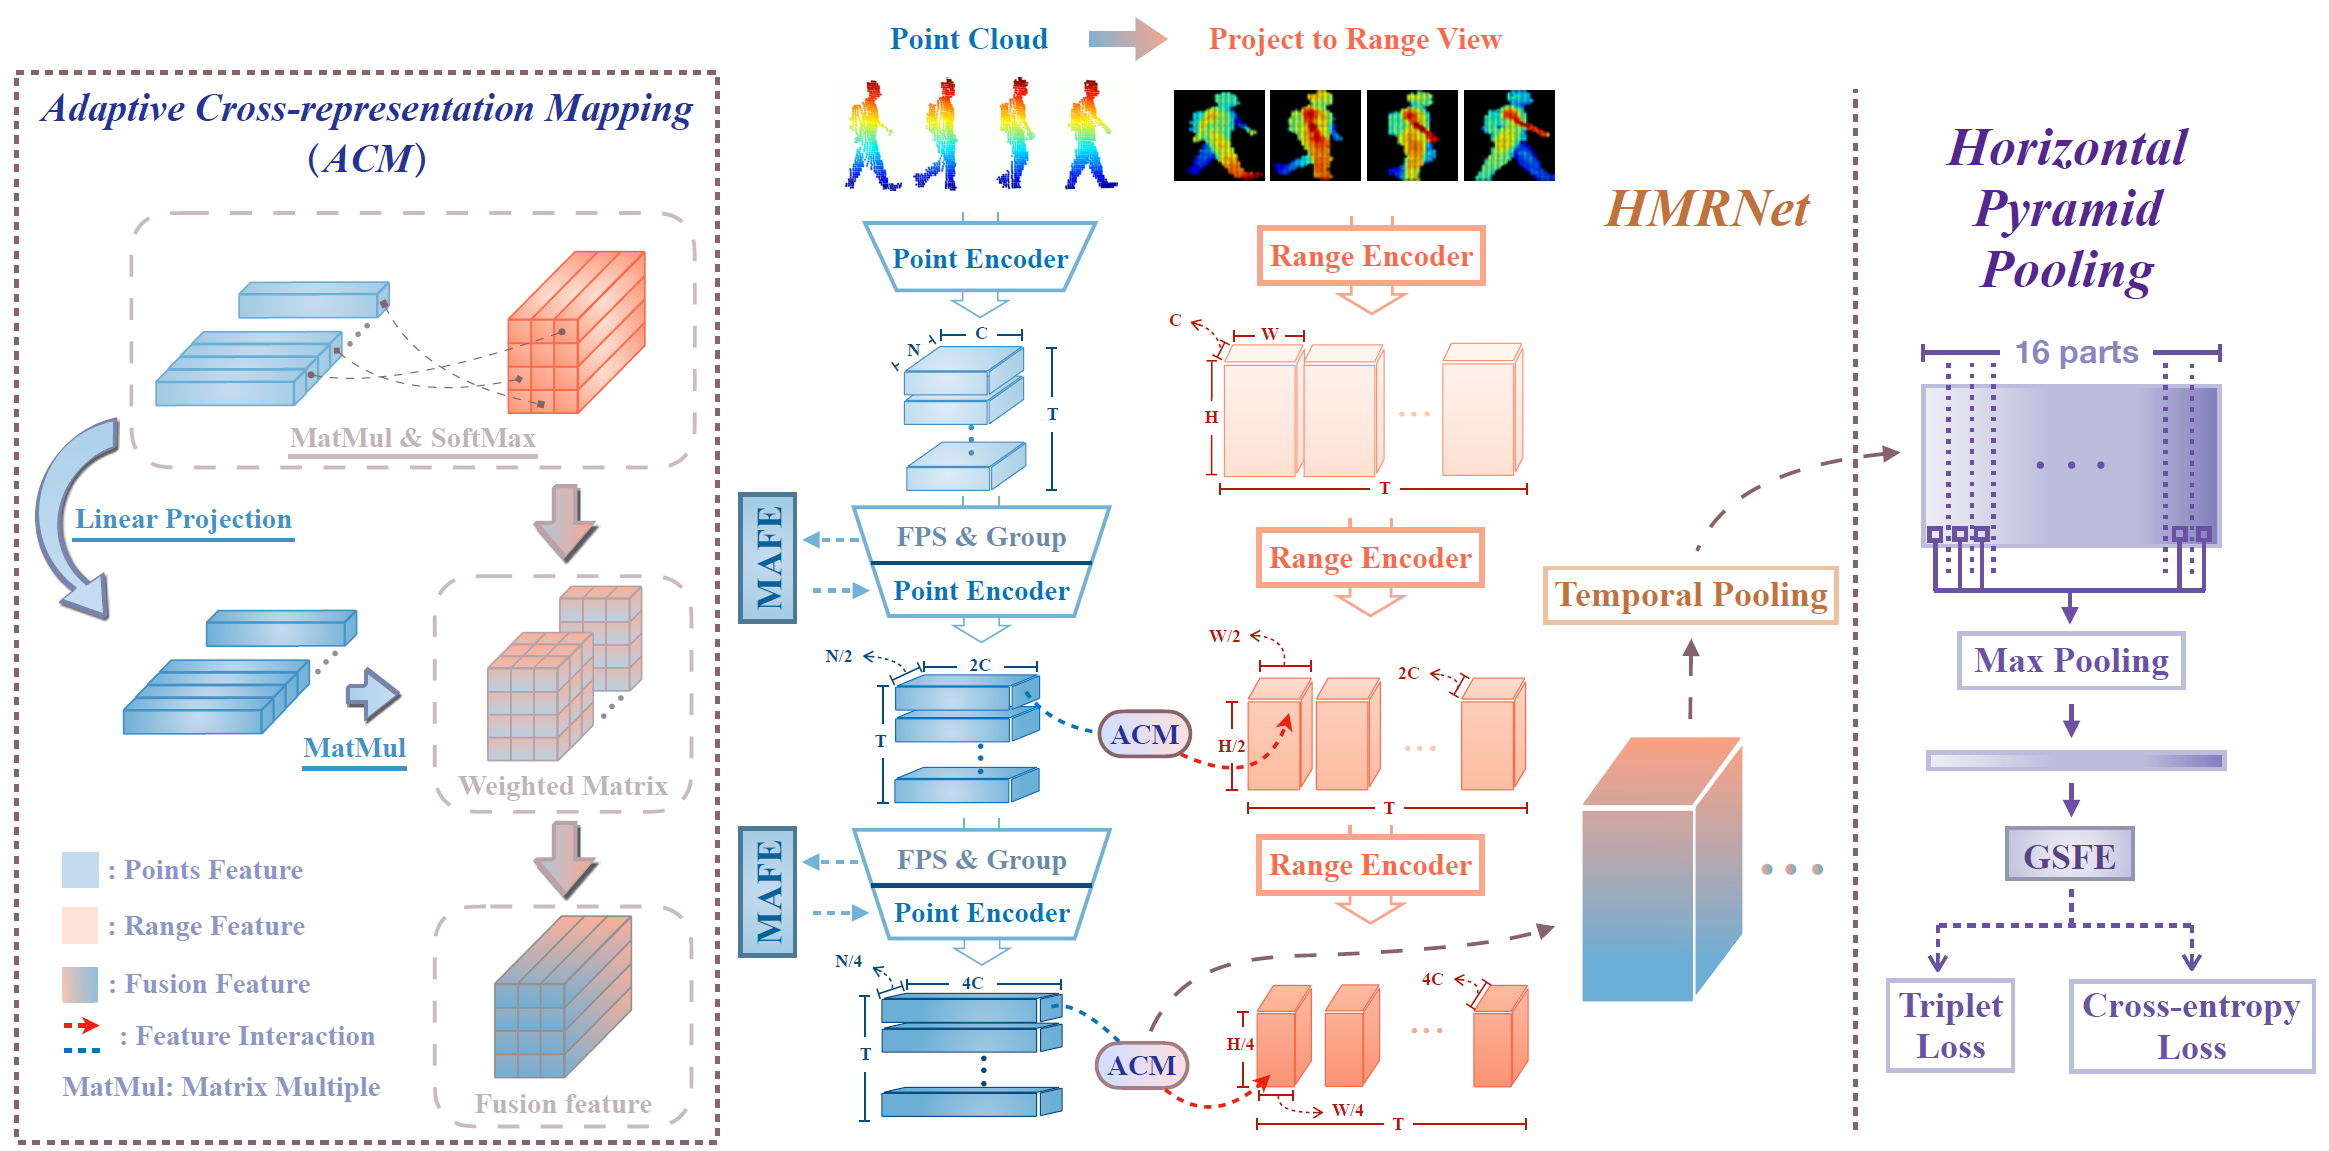 Adaptive Cross-representation Mapping
(ACM)
MatMul & SoftMax
Linear Projection
MatMul
Weighted Matrix
Fusion feature
: Points Feature
: Range Feature
: Fusion Feature
: Feature Interaction
MatMul: Matrix Multiple
Point Cloud
Project to Range View
HMRNet
Point Encoder
N
C
T
MAFE
FPS & Group
Point Encoder
N/2
2C
T
MAFE
FPS & Group
Point Encoder
N/4
4C
T
ACM
ACM
Range Encoder
C
W
H
T
Range Encoder
W/2
2C
H/2
T
Range Encoder
4C
H/4
W/4
T
Temporal Pooling
Horizontal
Pyramid
Pooling
16 parts
Max Pooling
GSFE
Triplet
Loss
Cross-entropy
Loss